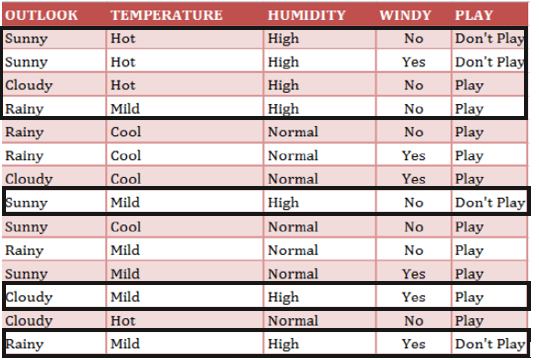 OUTLOOK TEMPERATURE HUMIDITY WINDY PLAY
Sunny Hot High No Don't Play
Sunny Hot High Yes Don't Play
Cloudy Hot High No Play
Rainy Mild High No Play
Rainy Cool Normal No Play
Rainy Cool Normal Yes Play
Cloudy Cool Normal Yes Play
Sunny Mild High No Don't Play
Sunny Cool Normal No Play
Rainy Mild Normal No Play
Sunny Mild Normal Yes Play
Cloudy Mild High Yes Play
Cloudy Hot Normal No Play
Rainy Mild High Yes Don't Play